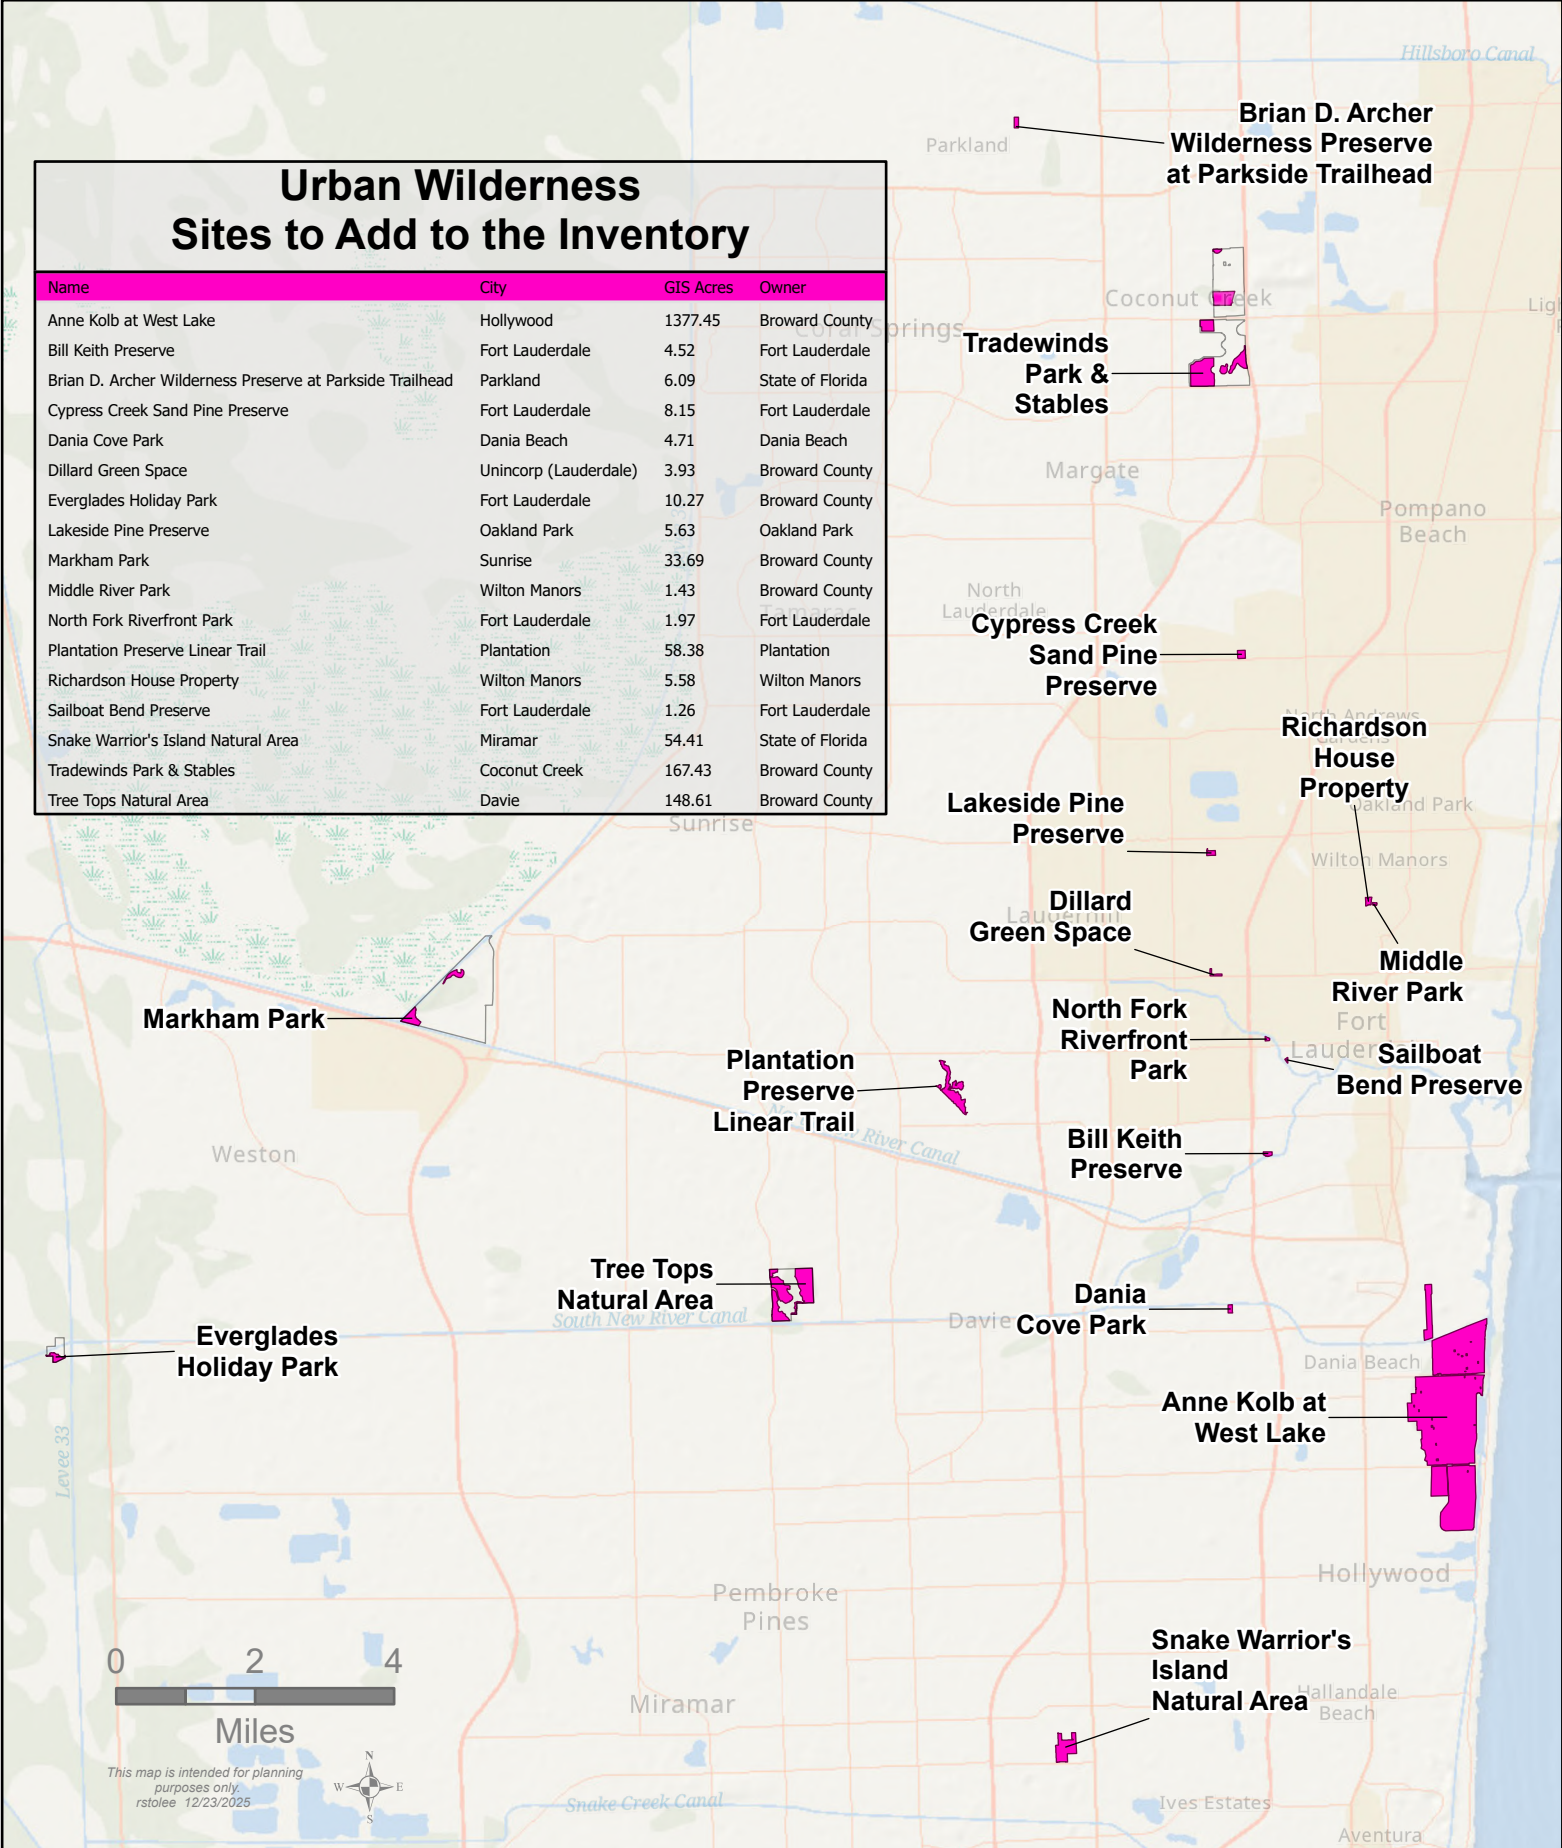 Hillsboro Canal
Brian D. Archer
Wilderness Preserve
at Parkside Trailhead
Parkland
Urban Wilderness
Sites to Add to the Inventory
Name City GIS Acres Owner
Anne Kolb at West Lake Hollywood 1377.45 Broward County
Bill Keith Preserve Fort Lauderdale 4.52 Fort Lauderdale
Brian D. Archer Wilderness Preserve at Parkside Trailhead Parkland 6.09 State of Florida
Cypress Creek Sand Pine Preserve Fort Lauderdale 8.15 Fort Lauderdale
Dania Cove Park Dania Beach 4.71 Dania Beach
Dillard Green Space Unincorp (Lauderdale) 3.93 Broward County
Everglades Holiday Park Fort Lauderdale 10.27 Broward County
Lakeside Pine Preserve Oakland Park 5.63 Oakland Park
Markham Park Sunrise 33.69 Broward County
Middle River Park Wilton Manors 1.43 Broward County
North Fork Riverfront Park Fort Lauderdale 1.97 Fort Lauderdale
Plantation Preserve Linear Trail Plantation 58.38 Plantation
Richardson House Property Wilton Manors 5.58 Wilton Manors
Sailboat Bend Preserve Fort Lauderdale 1.26 Fort Lauderdale
Snake Warrior's Island Natural Area Miramar 54.41 State of Florida
Tradewinds Park & Stables Coconut Creek 167.43 Broward County
Tree Tops Natural Area Davie 148.61 Broward County
Coconut Creek
Coral Springs
Tradewinds
Park &
Stables
Margate
Pompano
Beach
North
Lauderdale
Tamarac
Cypress Creek
Sand Pine
Preserve
North Andrews
Gardens
Richardson
House
Property
Oakland Park
Lakeside Pine
Preserve
Sunrise
Wilton Manors
Dillard
Green Space
Lauderhill
Middle
River Park
Markham Park
North Fork
Riverfront
Park
Fort
Lauderdale
Sailboat
Bend Preserve
Plantation
Preserve
Linear Trail
New River Canal
Bill Keith
Preserve
Weston
Tree Tops
Natural Area
South New River Canal
Davie
Dania
Cove Park
Everglades
Holiday Park
Dania Beach
Anne Kolb at
West Lake
Levee 33
Hollywood
Pembroke
Pines
Snake Warrior's
Island
Natural Area
Hallandale
Beach
Miramar
0 2 4
Miles
This map is intended for planning
purposes only.
rstolee 12/23/2025
N
W E
S
Snake Creek Canal
Ives Estates
Aventura